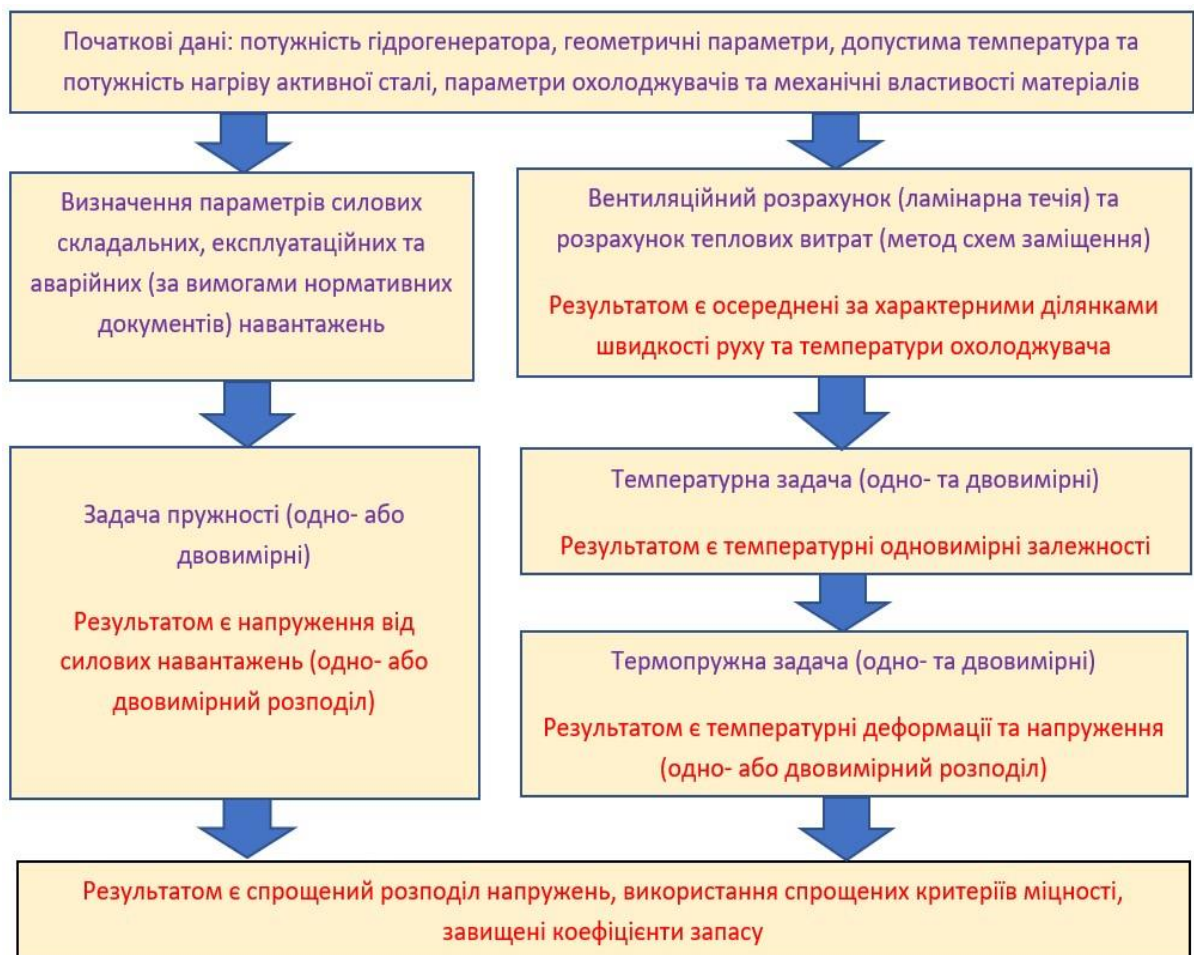 Початкові дані: потужність гідрогенератора, геометричні параметри, допустима температура та
потужність нагріву активної сталі, параметри охолоджувачів та механічні властивості матеріалів
Визначення параметрів силових
складальних, експлуатаційних та
аварійних (за вимогами нормативних
документів) навантажень
Вентиляційний розрахунок (ламінарна течія) та
розрахунок теплових витрат (метод схем заміщення)
Результатом є осереднені за характерними ділянками
швидкості руху та температури охолоджувача
Задача пружності (одно- або
двовимірні)
Результатом є напруження від
силових навантажень (одно- або
двовимірний розподіл)
Температурна задача (одно- та двовимірні)
Результатом є температурні одновимірні залежності
Термопружна задача (одно- та двовимірні)
Результатом є температурні деформації та напруження
(одно- або двовимірний розподіл)
Результатом є спрощений розподіл напружень, використання спрощених критеріїв міцності,
завищені коефіцієнти запасу